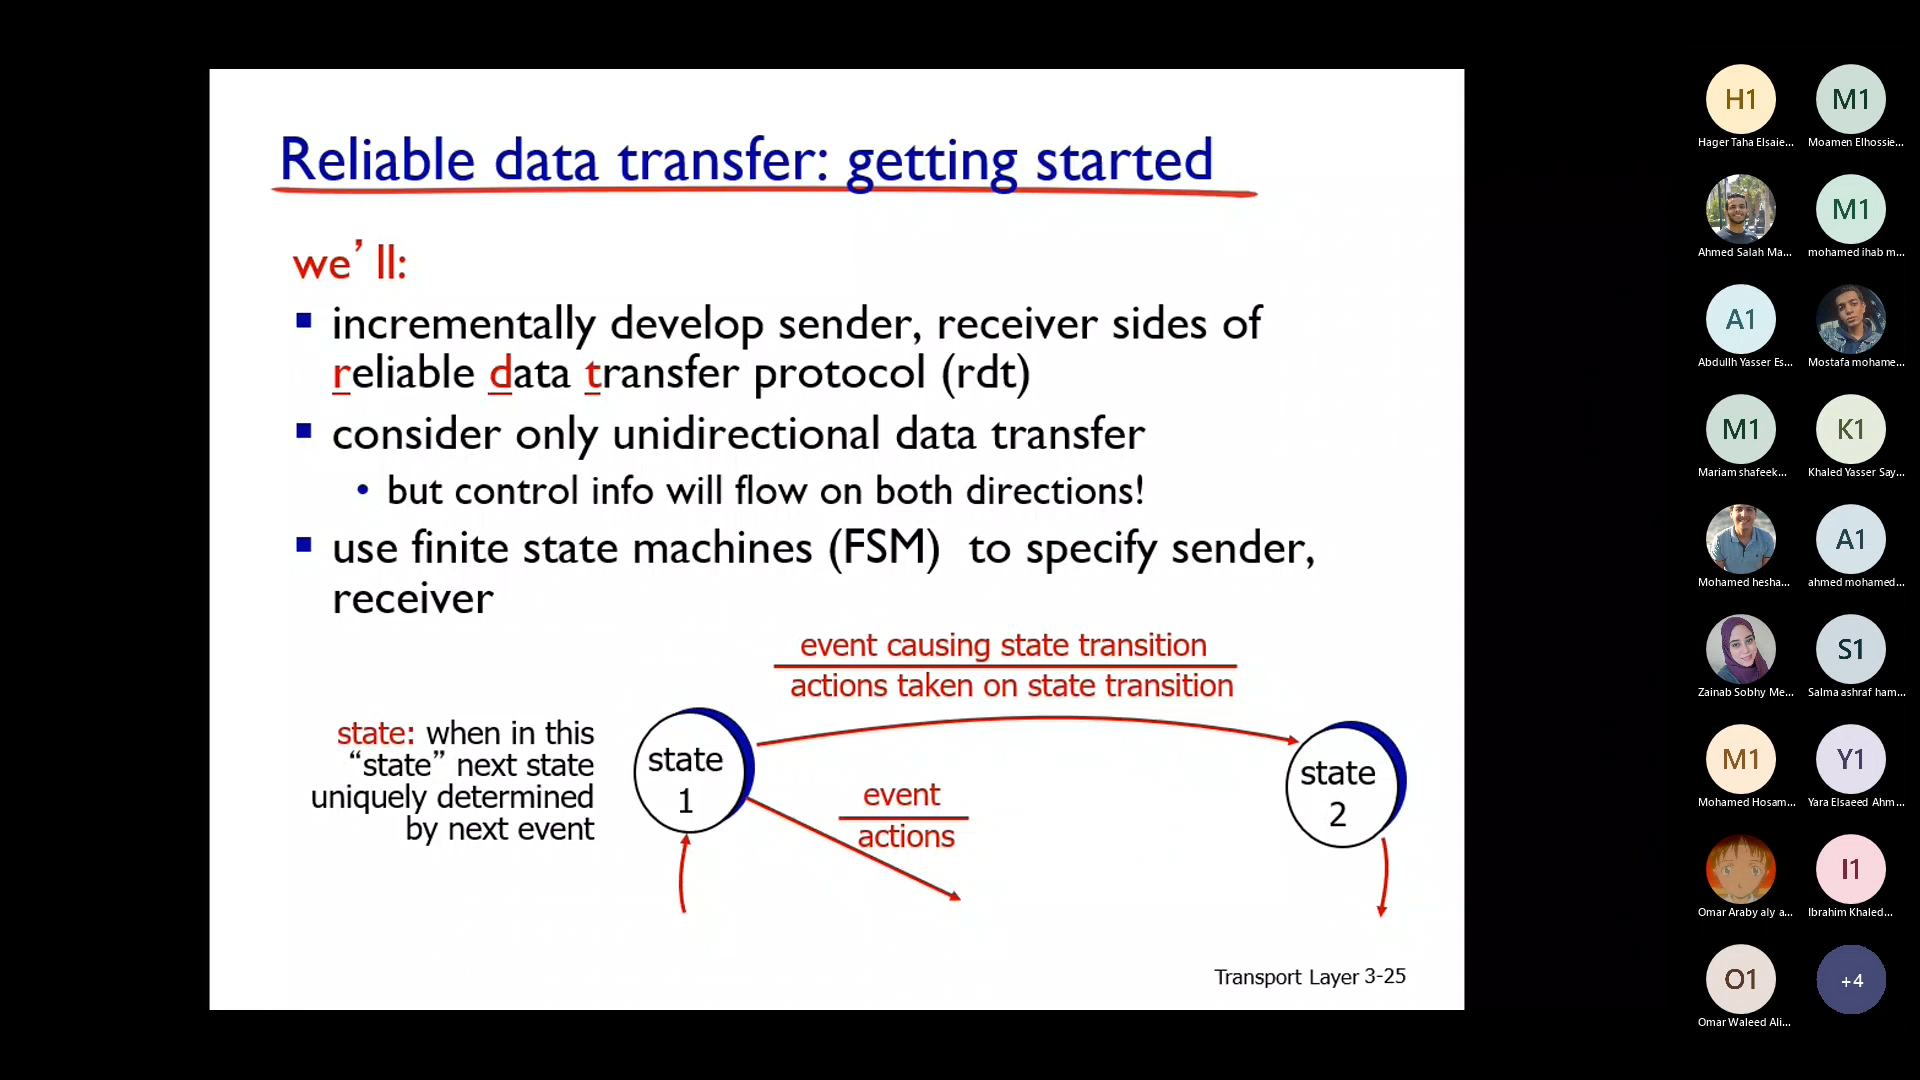 Reliable data transfer: getting started
we’ ll:
incrementally develop sender, receiver sides of
reliable data transfer protocol (rdt)
consider only unidirectional data transfer
but control info will flow on both directions!
use finite state machines (FSM) to specify sender,
receiver
event causing state transition
actions taken on state transition
state: when in this
“state” next state
uniquely determined
by next event
state
1
event
actions
state
2
Transport Layer 3-25
H1
M1
Hager Taha Elsaie...
Moamen Elhossie...
M1
Ahmed Salah Ma...
mohamed ihab m...
A1
Abdullh Yasser Es...
Mostafa mohame...
M1
K1
Mariam shafeek...
Khaled Yasser Say...
A1
Mohamed hesha...
ahmed mohamed...
S1
Zainab Sobhy Me...
Salma ashraf ham...
M1
Y1
Mohamed Hosam...
Yara Elsaeed Ahm...
I1
Omar Araby aly a...
Ibrahim Khaled...
O1
+4
Omar Waleed Ali...